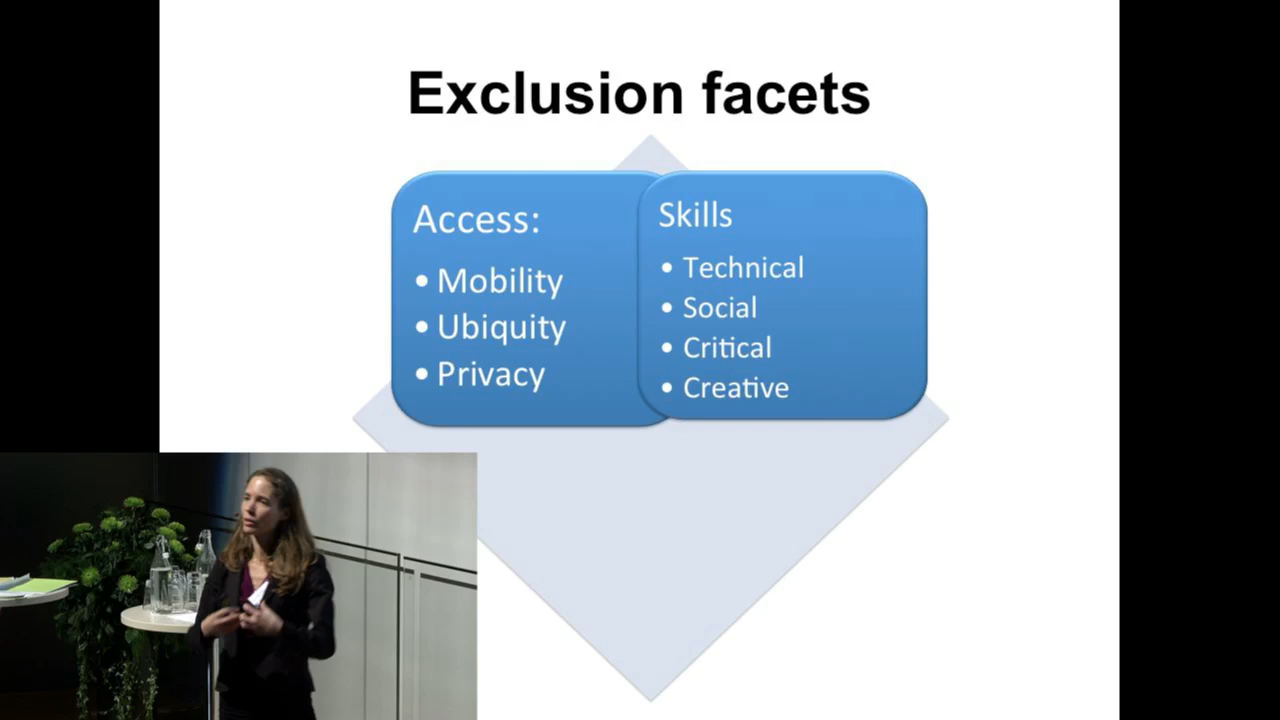 Exclusion facets
Access:
• Mobility
• Ubiquity
• Privacy
Skills
• Technical
• Social
• Critical
• Creative